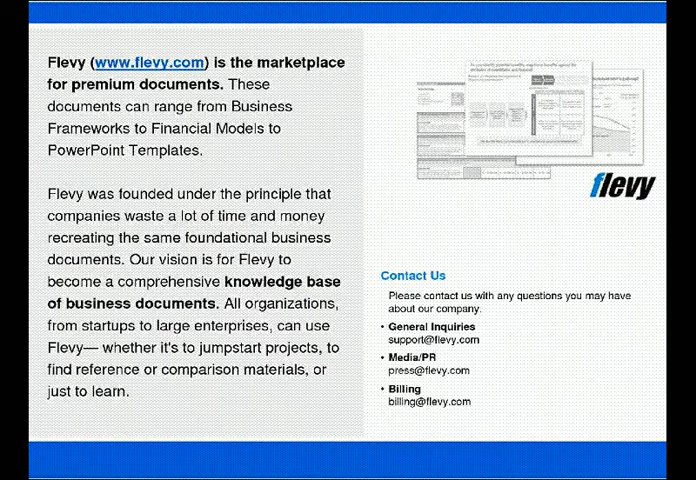 Flevy (www.flevy.com) is the marketplace
for premium documents. These
documents can range from Business
Frameworks to Financial Models to
PowerPoint Templates.
Flevy was founded under the principle that
companies waste a lot of time and money
recreating the same foundational business
documents. Our vision is for Flevy to
become a comprehensive knowledge base
of business documents. All organizations,
from startups to large enterprises, can use
Flevy— whether it's to jumpstart projects, to
find reference or comparison materials, or
just to learn.
flevy
Contact Us
Please contact us with any questions you may have
about our company.
• General Inquiries
support@flevy.com
• Media/PR
press@flevy.com
• Billing
billing@flevy.com